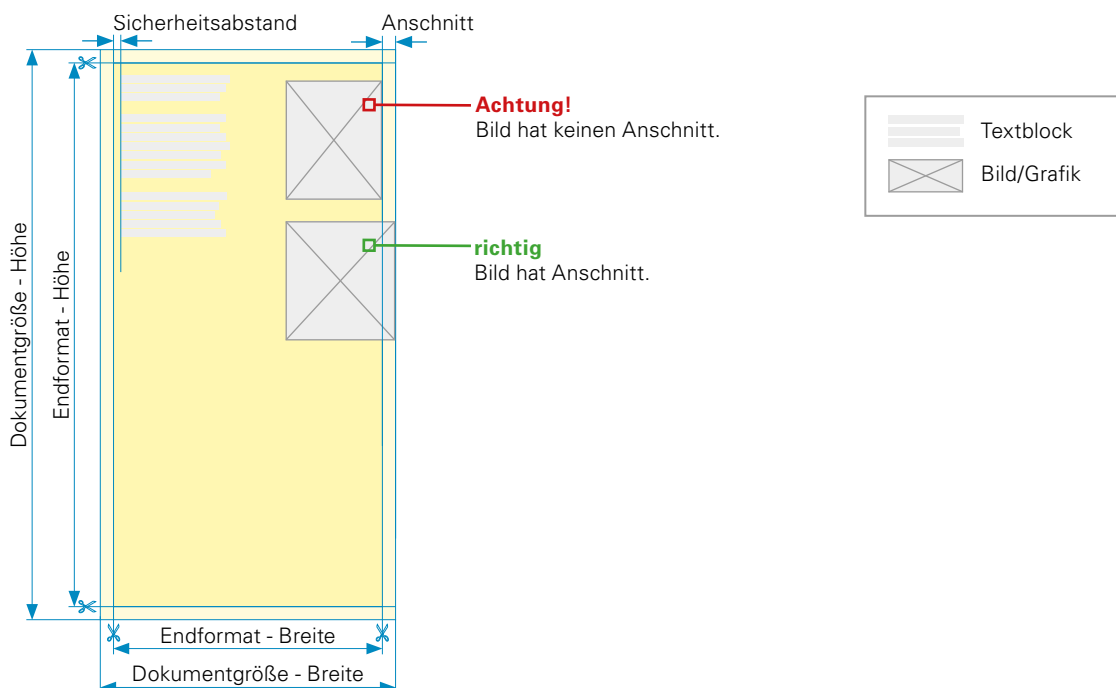 Sicherheitsabstand
Anschnitt
Achtung!
Bild hat keinen Anschnitt.
Textblock
Bild/Grafik
richtig
Bild hat Anschnitt.
Dokumentgröße - Höhe
Endformat - Höhe
Endformat - Breite
Dokumentgröße - Breite